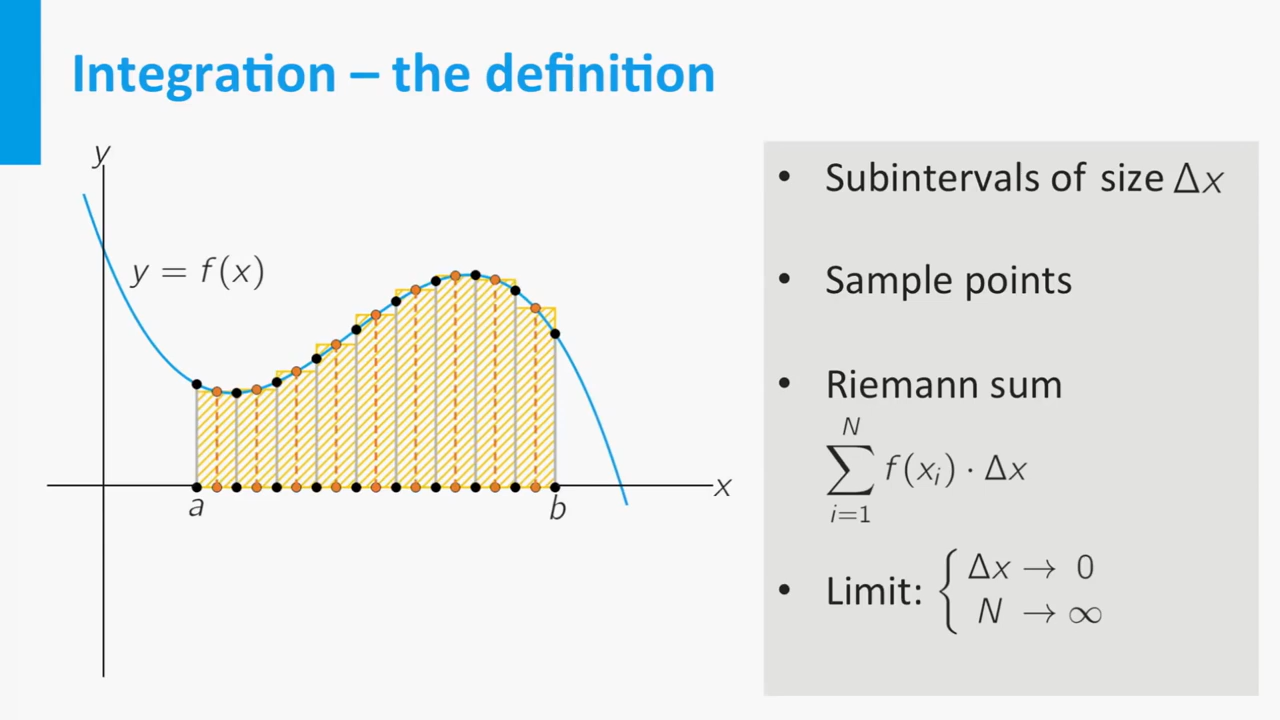 Integration – the definition
y
y = f(x)
a
b
x
• Subintervals of size Δx
• Sample points
• Riemann sum
N
∑ f(xᵢ) · Δx
i=1
• Limit: { Δx → 0
N → ∞